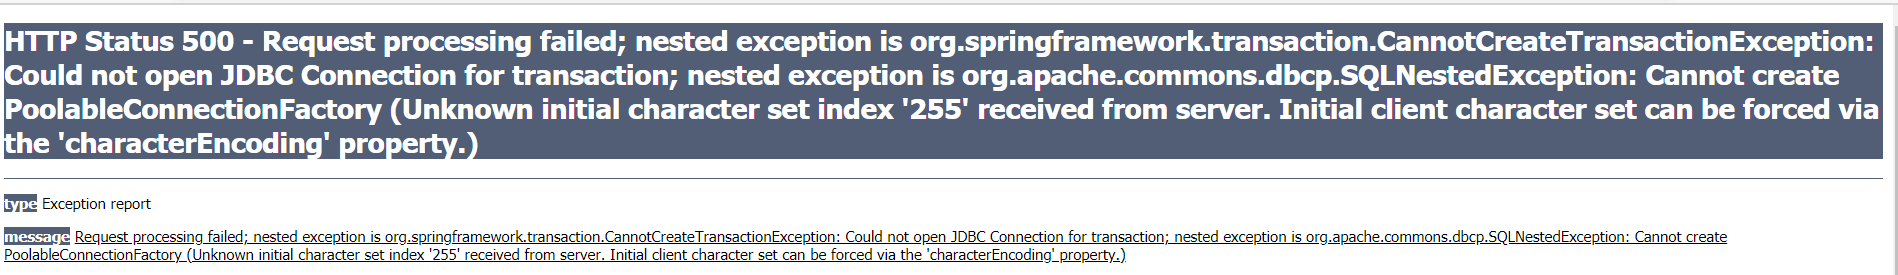 HTTP Status 500 - Request processing failed; nested exception is org.springframework.transaction.CannotCreateTransactionException:
Could not open JDBC Connection for transaction; nested exception is org.apache.commons.dbcp.SQLNestedException: Cannot create
PoolableConnectionFactory (Unknown initial character set index '255' received from server. Initial client character set can be forced via
the 'characterEncoding' property.)
type Exception report
message Request processing failed; nested exception is org.springframework.transaction.CannotCreateTransactionException: Could not open JDBC Connection for transaction; nested exception is org.apache.commons.dbcp.SQLNestedException: Cannot create
PoolableConnectionFactory (Unknown initial character set index '255' received from server. Initial client character set can be forced via the 'characterEncoding' property.)